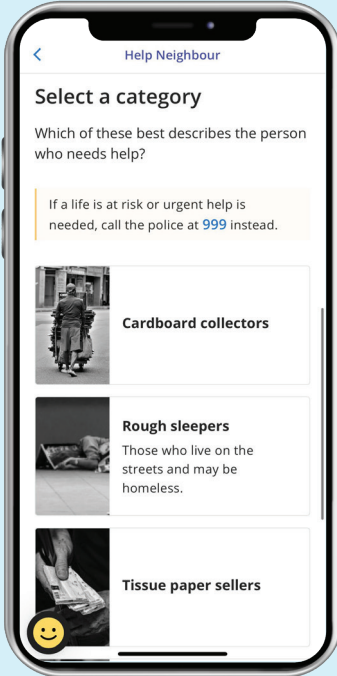 Help Neighbour
Select a category
Which of these best describes the person
who needs help?
If a life is at risk or urgent help is
needed, call the police at 999 instead.
Cardboard collectors
Rough sleepers
Those who live on the
streets and may be
homeless.
Tissue paper sellers